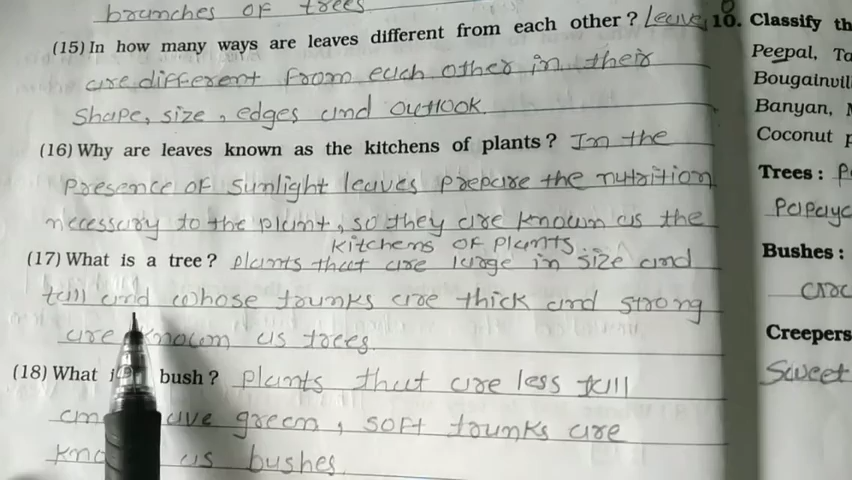 branches of trees
(15) In how many ways are leaves different from each other? Leaves
are different from each other in their
shape, size, edges and outlook.
(16) Why are leaves known as the kitchens of plants? In the
presence of sunlight leaves prepare the nutrition
necessary to the plant, so they are known as the
kitchens of plants.
(17) What is a tree? plants that are large in size and
tall and whose trunks are thick and strong
are known as trees.
(18) What bush? plants that are less tall
green, soft trunks are
as bushes.
10. Classify th
Peepal, Ta
Bougainvil
Banyan, M
Coconut p
Trees : P
Papaya
Bushes :
Creepers
Sweet